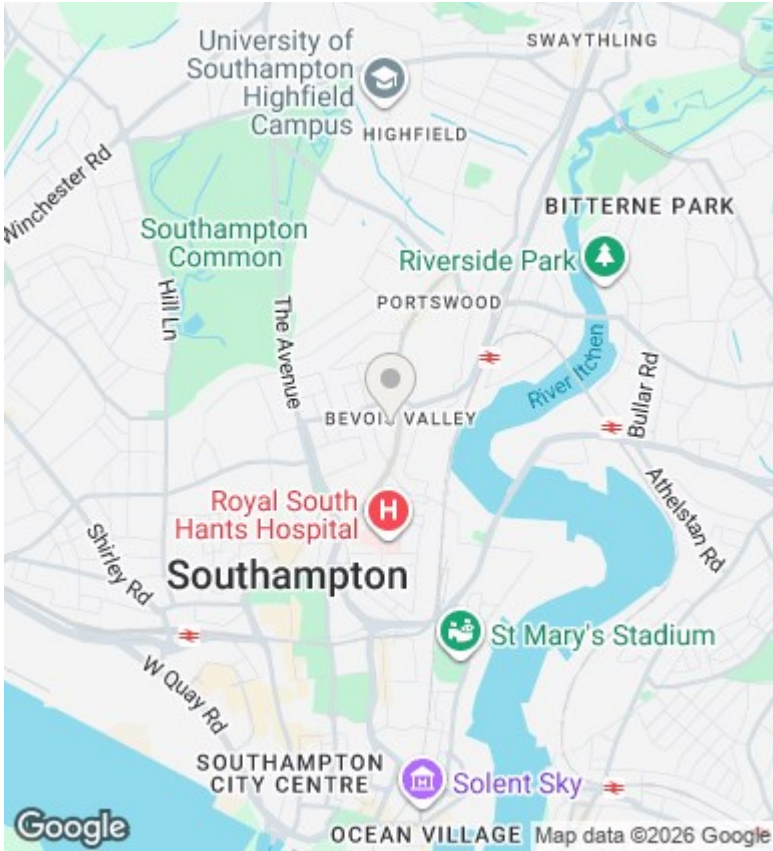 University of
Southampton
Highfield
Campus
SWAYTHLING
HIGHFIELD
Winchester Rd
BITTERNE PARK
Southampton
Common
Riverside Park
Hill Ln
The Avenue
PORTSWOOD
River Itchen
Bullar Rd
BEVOIS VALLEY
Royal South
Hants Hospital
H
Athelstan Rd
Shirley Rd
Southampton
St Mary's Stadium
W Quay Rd
SOUTHAMPTON
CITY CENTRE
Solent Sky
Google
OCEAN VILLAGE
Map data ©2026 Google